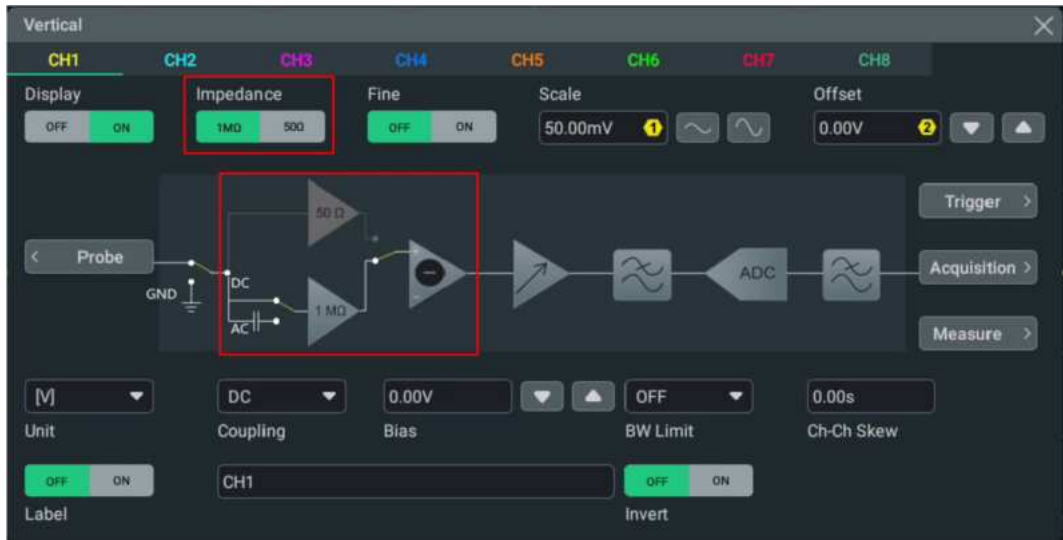 Vertical
CH1 CH2 CH3 CH4 CH5 CH6 CH7 CH8
Display Impedance Fine Scale Offset
OFF ON 1MΩ 50Ω OFF ON 50.00mV 1 0.00V 2
50 Ω
Trigger >
< Probe
DC
ADC
Acquisition >
GND
1 MΩ
AC
Measure >
[V] DC 0.00V OFF 0.00s
Unit Coupling Bias BW Limit Ch-Ch Skew
OFF ON CH1 OFF ON
Label Invert